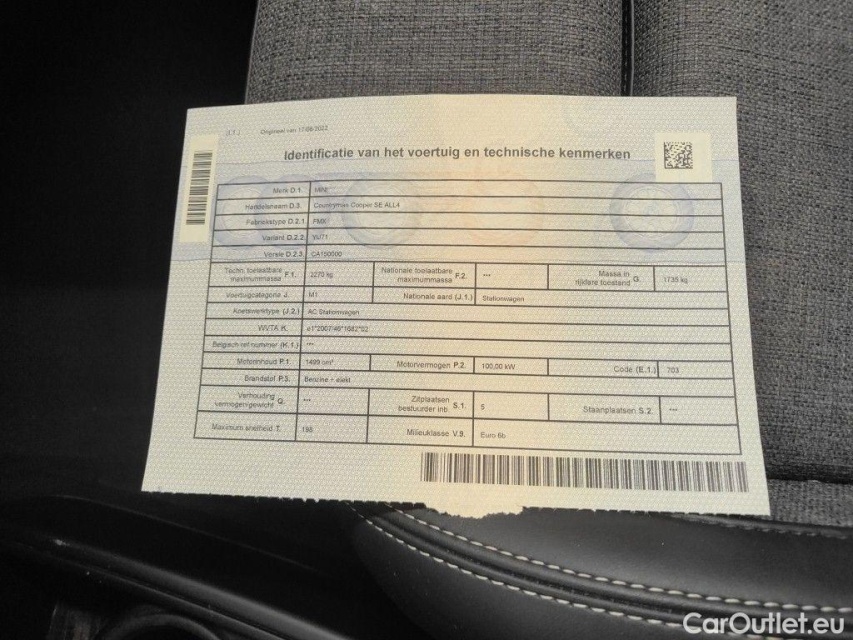 (I.1.) Origineel van 17/06/2022
Identificatie van het voertuig en technische kenmerken
Merk D.1. MINI
Handelsnaam D.3. Countryman Cooper SE ALL4
Fabriekstype D.2.1. FMX
Variant D.2.2. YU71
Versie D.2.3. CA150000
Techn. toelaatbare maximummassa F.1. 2270 kg Nationale toelaatbare maximummassa F.2. --- Massa in rijklare toestand G. 1735 kg
Voertuigcategorie J. M1 Nationale aard (J.1.) Stationwagen
Koetswerktype (J.2.) AC Stationwagen
WVTA K. e1*2007/46*1682*02
Belgisch ref.nummer (K.1.) ---
Motorinhoud P.1. 1499 cm³ Motorvermogen P.2. 100,00 kW Code (E.1.) 703
Brandstof P.3. Benzine + elekt
Verhouding vermogen/gewicht Q. --- Zitplaatsen bestuurder inb. S.1. 5 Staanplaatsen S.2. ---
Maximum snelheid T. 196 Milieuklasse V.9. Euro 6b
CarOutlet.eu